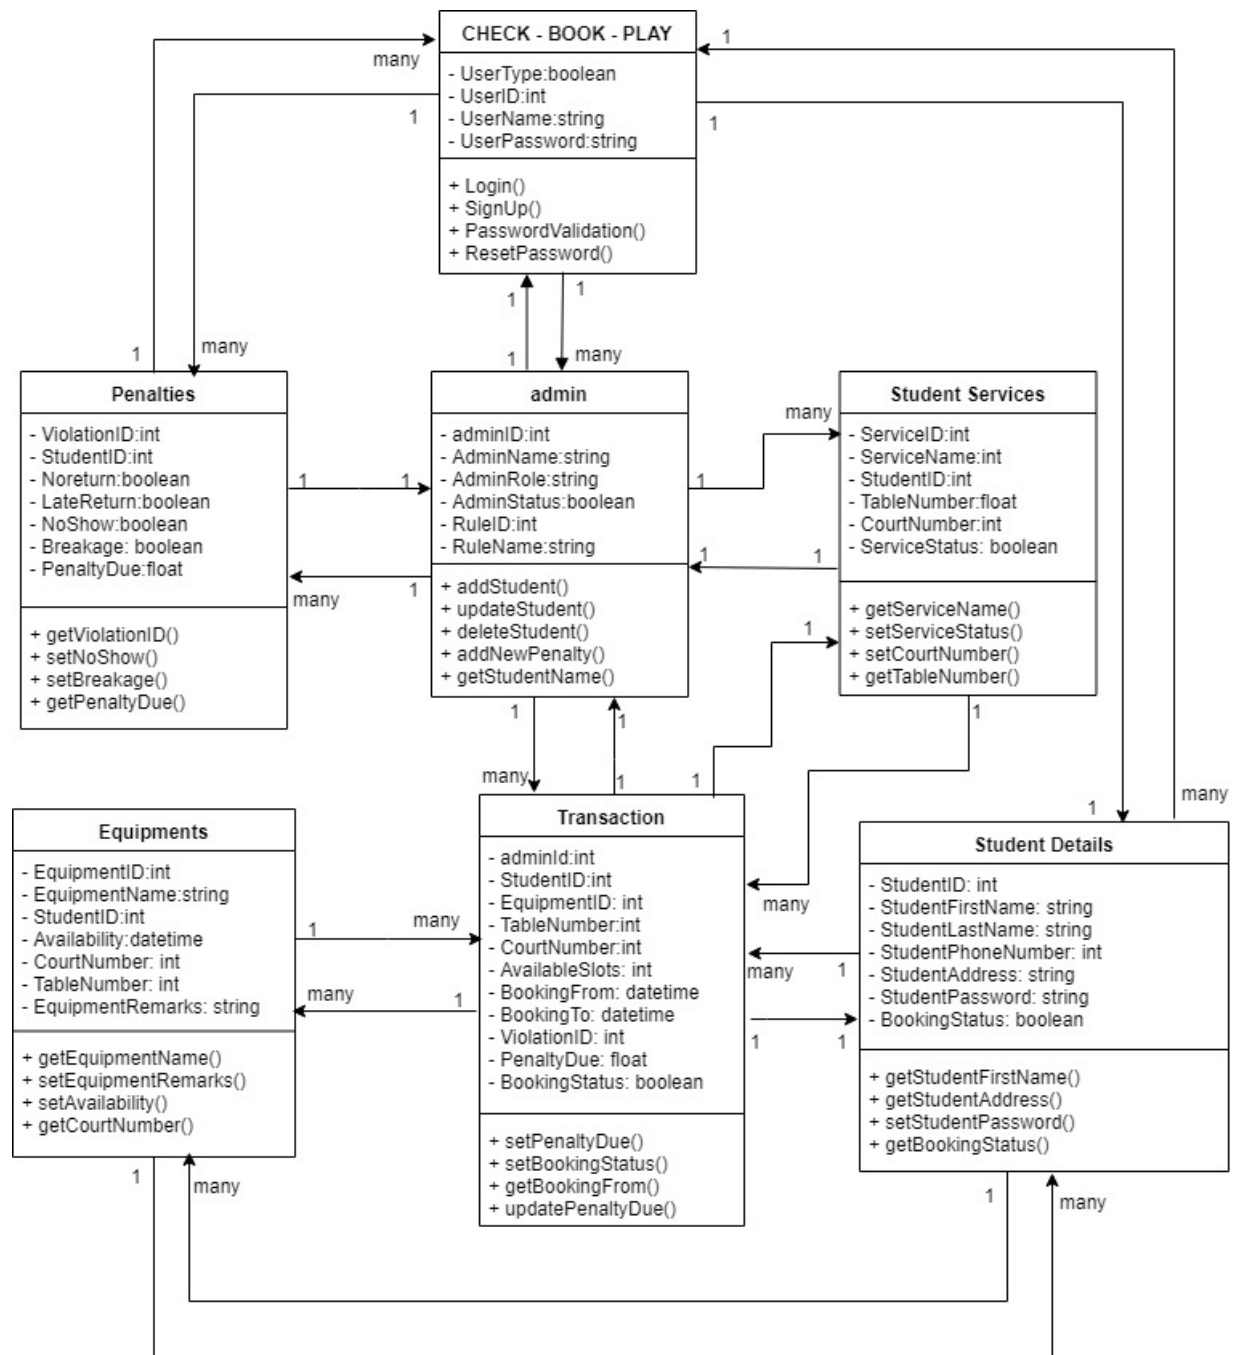 CHECK - BOOK - PLAY
- UserType:boolean
- UserID:int
- UserName:string
- UserPassword:string
+ Login()
+ SignUp()
+ PasswordValidation()
+ ResetPassword()
many
1
1
1
1
1
1
many
1
many
Penalties
- ViolationID:int
- StudentID:int
- Noreturn:boolean
- LateReturn:boolean
- NoShow:boolean
- Breakage: boolean
- PenaltyDue:float
+ getViolationID()
+ setNoShow()
+ setBreakage()
+ getPenaltyDue()
1
1
many
1
admin
- adminID:int
- AdminName:string
- AdminRole:string
- AdminStatus:boolean
- RuleID:int
- RuleName:string
+ addStudent()
+ updateStudent()
+ deleteStudent()
+ addNewPenalty()
+ getStudentName()
many
1
1
1
Student Services
- ServiceID:int
- ServiceName:int
- StudentID:int
- TableNumber:float
- CourtNumber:int
- ServiceStatus: boolean
+ getServiceName()
+ setServiceStatus()
+ setCourtNumber()
+ getTableNumber()
1
1
1
1
many
1
1
many
1
many
Equipments
- EquipmentID:int
- EquipmentName:string
- StudentID:int
- Availability:datetime
- CourtNumber: int
- TableNumber: int
- EquipmentRemarks: string
+ getEquipmentName()
+ setEquipmentRemarks()
+ setAvailability()
+ getCourtNumber()
1
many
many
1
Transaction
- adminId:int
- StudentID:int
- EquipmentID: int
- TableNumber:int
- CourtNumber:int
- AvailableSlots: int
- BookingFrom: datetime
- BookingTo: datetime
- ViolationID: int
- PenaltyDue: float
- BookingStatus: boolean
+ setPenaltyDue()
+ setBookingStatus()
+ getBookingFrom()
+ updatePenaltyDue()
many
1
1
1
Student Details
- StudentID: int
- StudentFirstName: string
- StudentLastName: string
- StudentPhoneNumber: int
- StudentAddress: string
- StudentPassword: string
- BookingStatus: boolean
+ getStudentFirstName()
+ getStudentAddress()
+ setStudentPassword()
+ getBookingStatus()
1
many
1
many